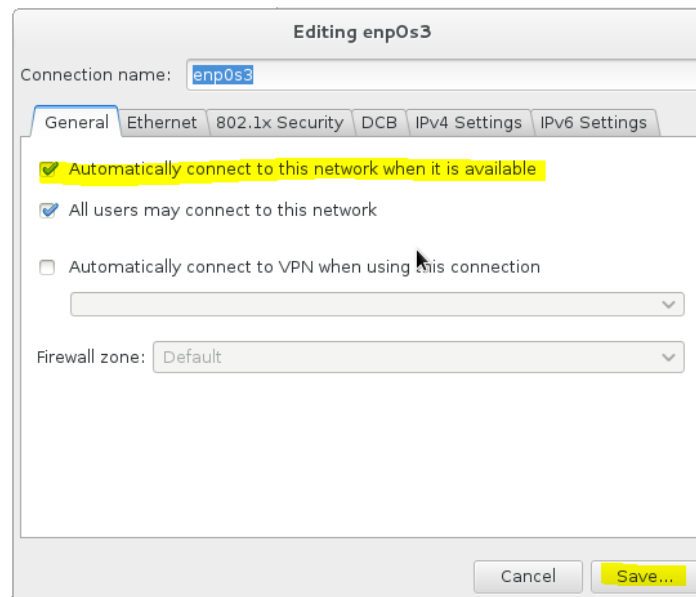 Editing enp0s3
Connection name: enp0s3
General Ethernet 802.1x Security DCB IPv4 Settings IPv6 Settings
Automatically connect to this network when it is available
All users may connect to this network
Automatically connect to VPN when using this connection
Firewall zone: Default
Cancel Save...